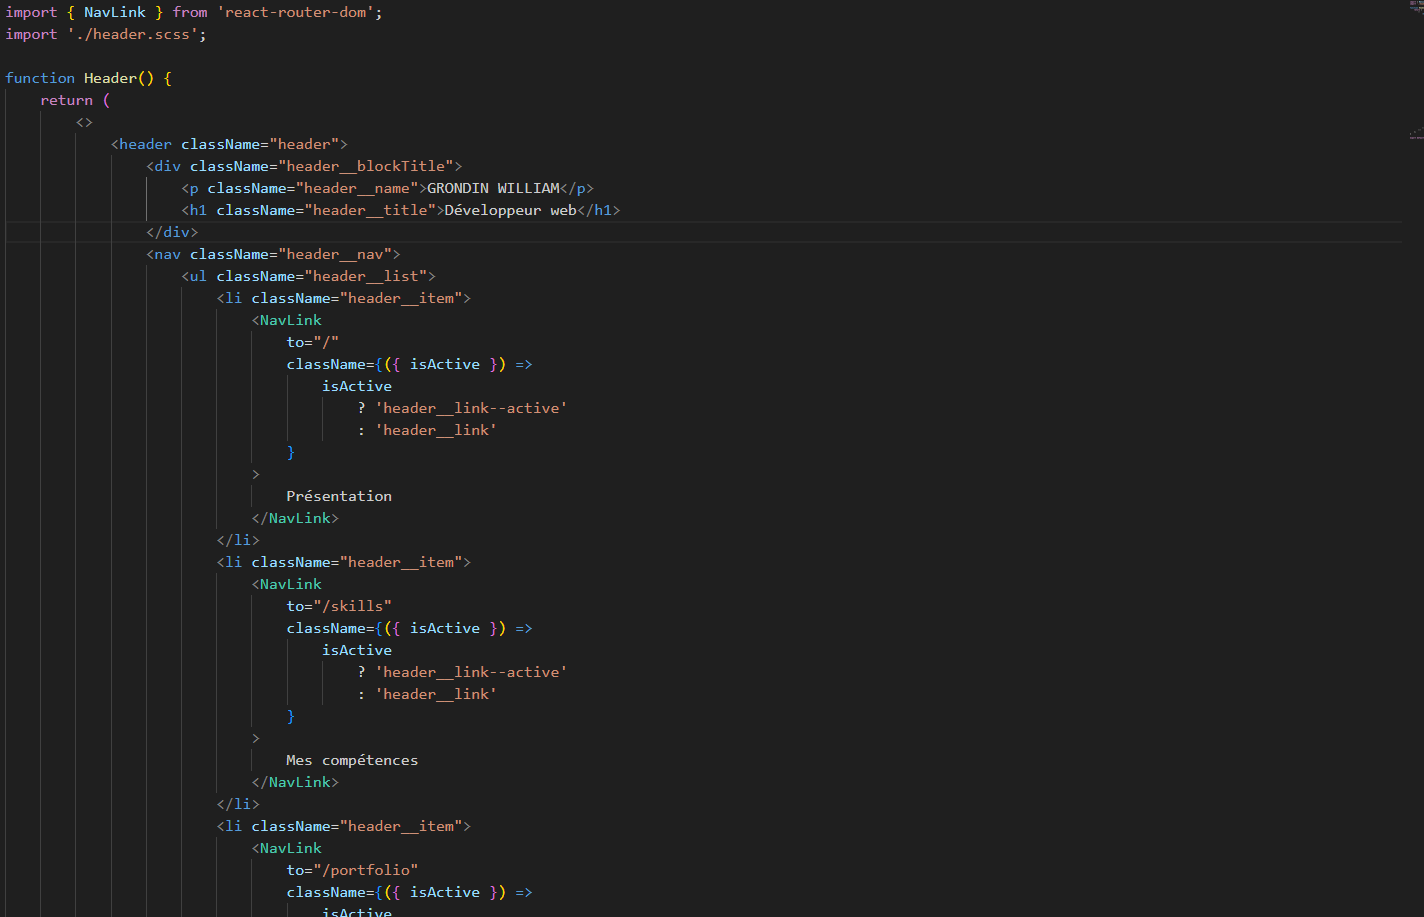 import { NavLink } from 'react-router-dom';
import './header.scss';
function Header() {
return (
<>
<header className="header">
<div className="header__blockTitle">
<p className="header__name">GRONDIN WILLIAM</p>
<h1 className="header__title">Développeur web</h1>
</div>
<nav className="header__nav">
<ul className="header__list">
<li className="header__item">
<NavLink
to="/"
className={({ isActive }) =>
isActive
? 'header__link--active'
: 'header__link'
}
>
Présentation
</NavLink>
</li>
<li className="header__item">
<NavLink
to="/skills"
className={({ isActive }) =>
isActive
? 'header__link--active'
: 'header__link'
}
>
Mes compétences
</NavLink>
</li>
<li className="header__item">
<NavLink
to="/portfolio"
className={({ isActive }) =>
isActive